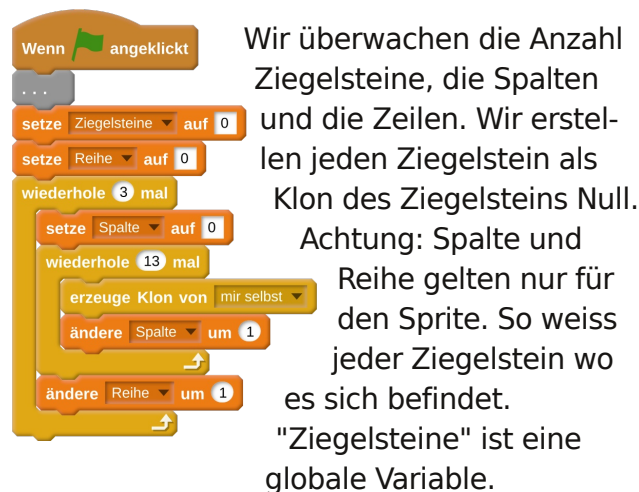 Wenn angeklickt
. . .
setze Ziegelsteine auf 0
setze Reihe auf 0
wiederhole 3 mal
setze Spalte auf 0
wiederhole 13 mal
erzeuge Klon von mir selbst
ändere Spalte um 1
ändere Reihe um 1
Wir überwachen die Anzahl
Ziegelsteine, die Spalten
und die Zeilen. Wir erstel-
len jeden Ziegelstein als
Klon des Ziegelsteins Null.
Achtung: Spalte und
Reihe gelten nur für
den Sprite. So weiss
jeder Ziegelstein wo
es sich befindet.
"Ziegelsteine" ist eine
globale Variable.